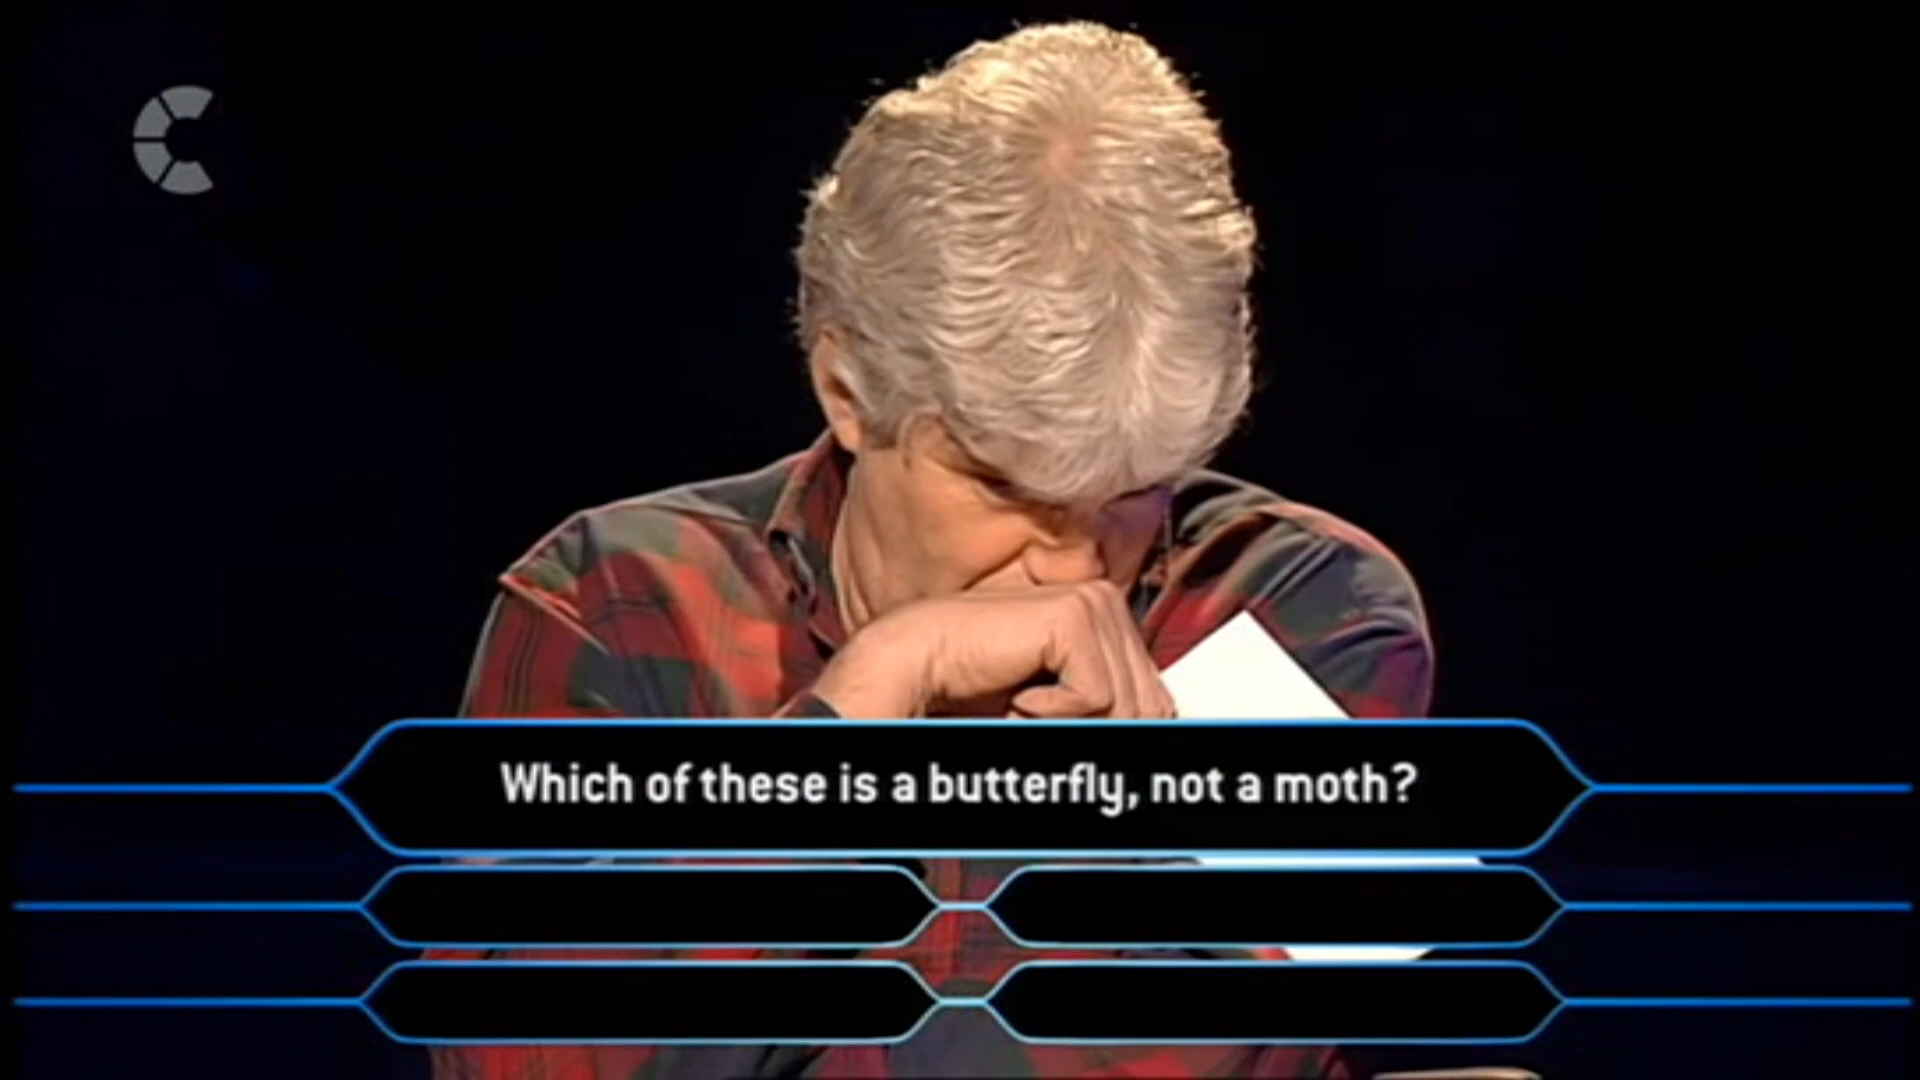 Which of these is a butterfly, not a moth?